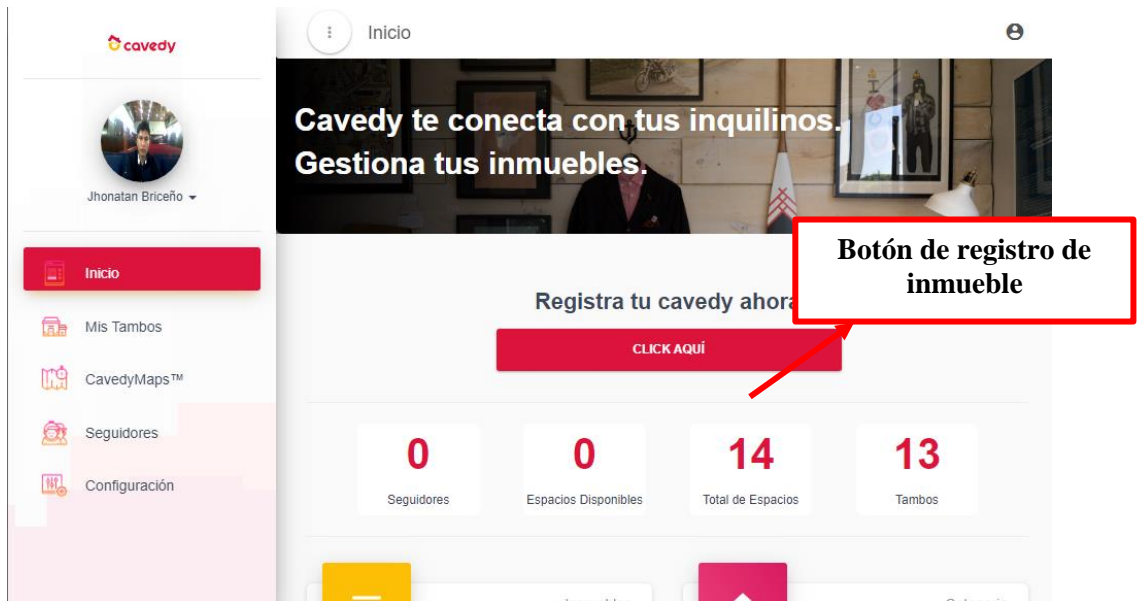 cavedy
Inicio
Jhonatan Briceño
Inicio
Mis Tambos
CavedyMaps™
Seguidores
Configuración
Cavedy te conecta con tus inquilinos.
Gestiona tus inmuebles.
Botón de registro de
inmueble
Registra tu cavedy ahora
CLICK AQUÍ
0
Seguidores
0
Espacios Disponibles
14
Total de Espacios
13
Tambos